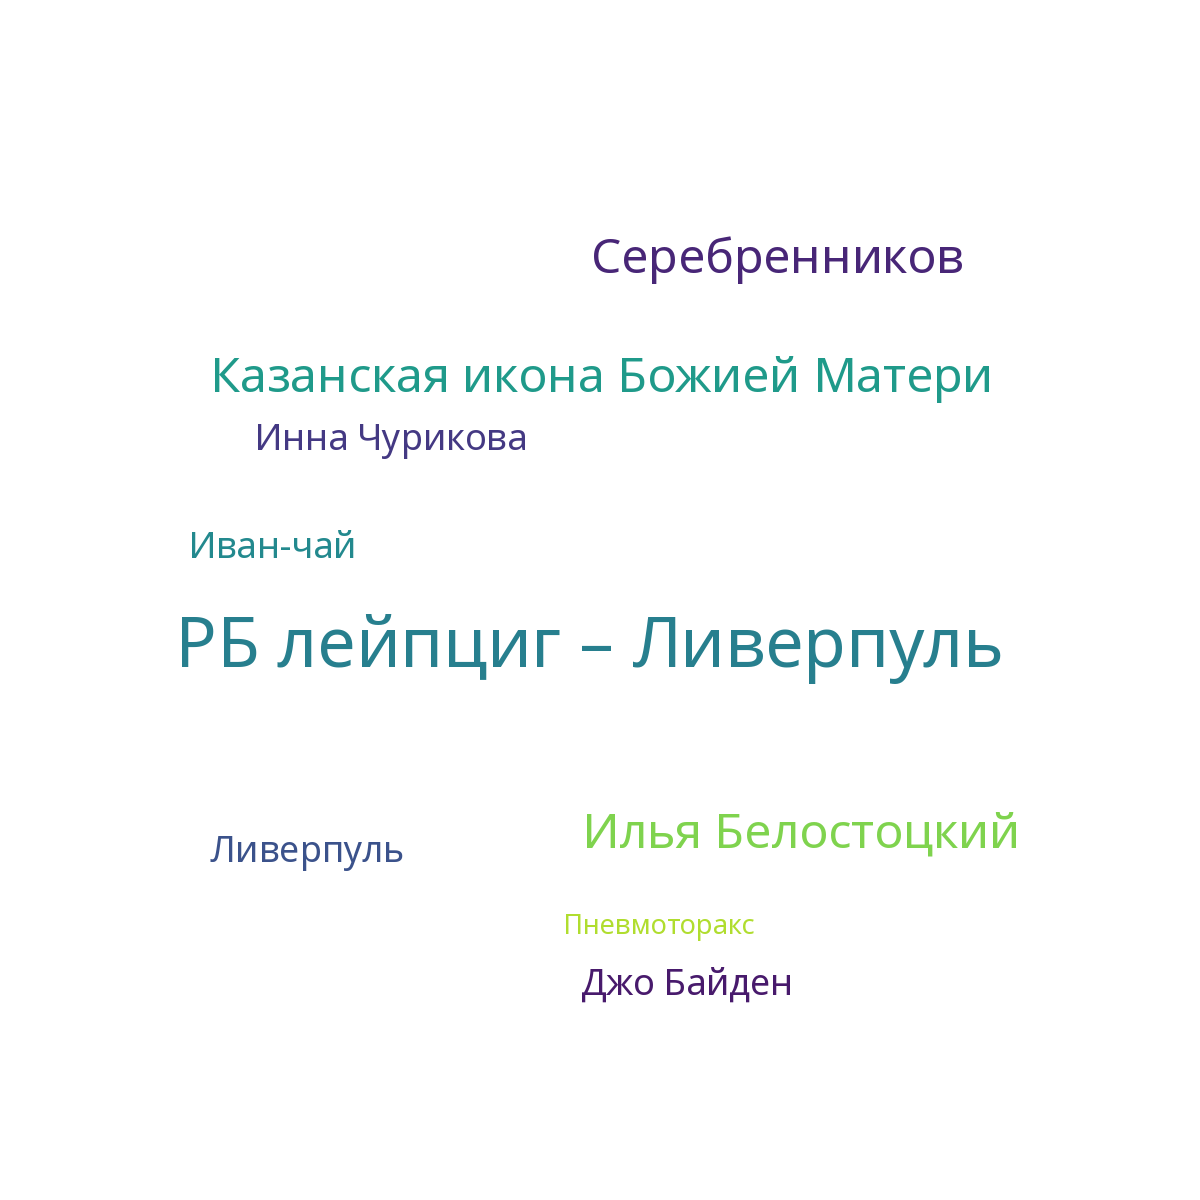 Серебренников
Казанская икона Божией Матери
Инна Чурикова
Иван-чай
РБ лейпциг – Ливерпуль
Илья Белостоцкий
Ливерпуль
Пневмоторакс
Джо Байден